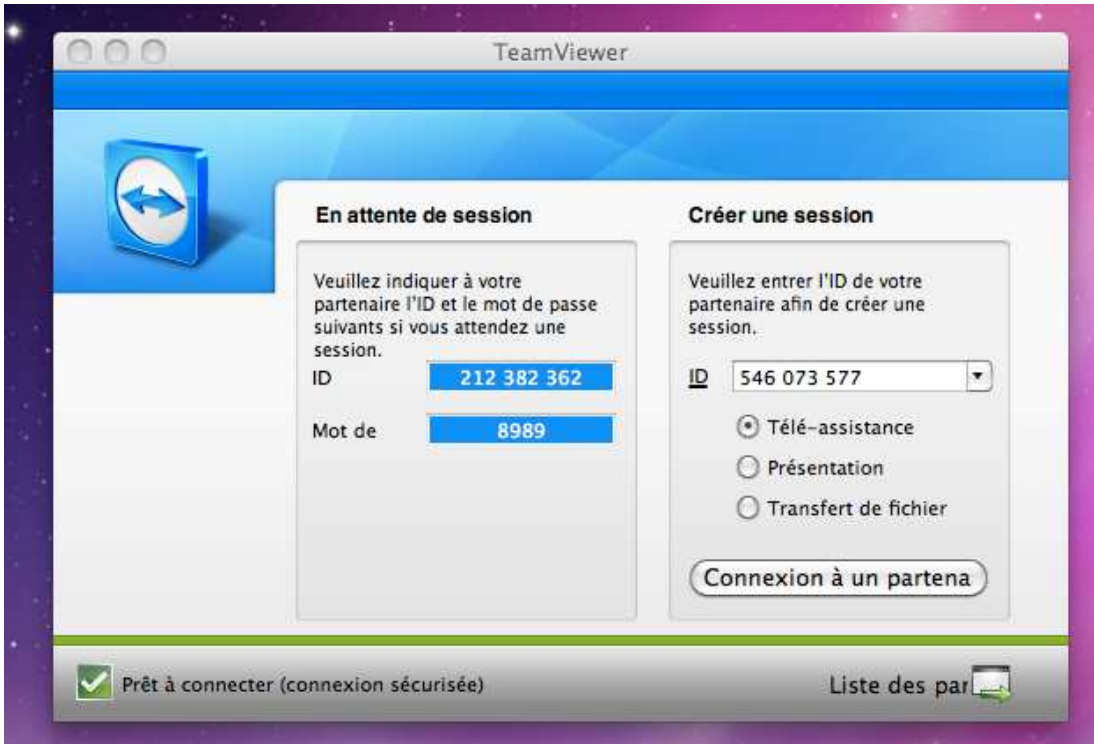 TeamViewer
En attente de session
Veuillez indiquer à votre
partenaire l'ID et le mot de passe
suivants si vous attendez une
session.
ID 212 382 362
Mot de 8989
Créer une session
Veuillez entrer l'ID de votre
partenaire afin de créer une
session.
ID 546 073 577
Télé-assistance
Présentation
Transfert de fichier
Connexion à un partena
Prêt à connecter (connexion sécurisée)
Liste des par